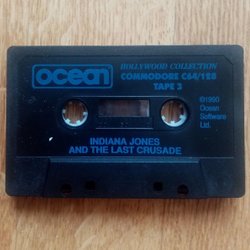 ocean
HOLLYWOOD COLLECTION
COMMODORE C64/128
TAPE 3
©1990
Ocean
Software
Ltd.
INDIANA JONES
AND THE LAST CRUSADE